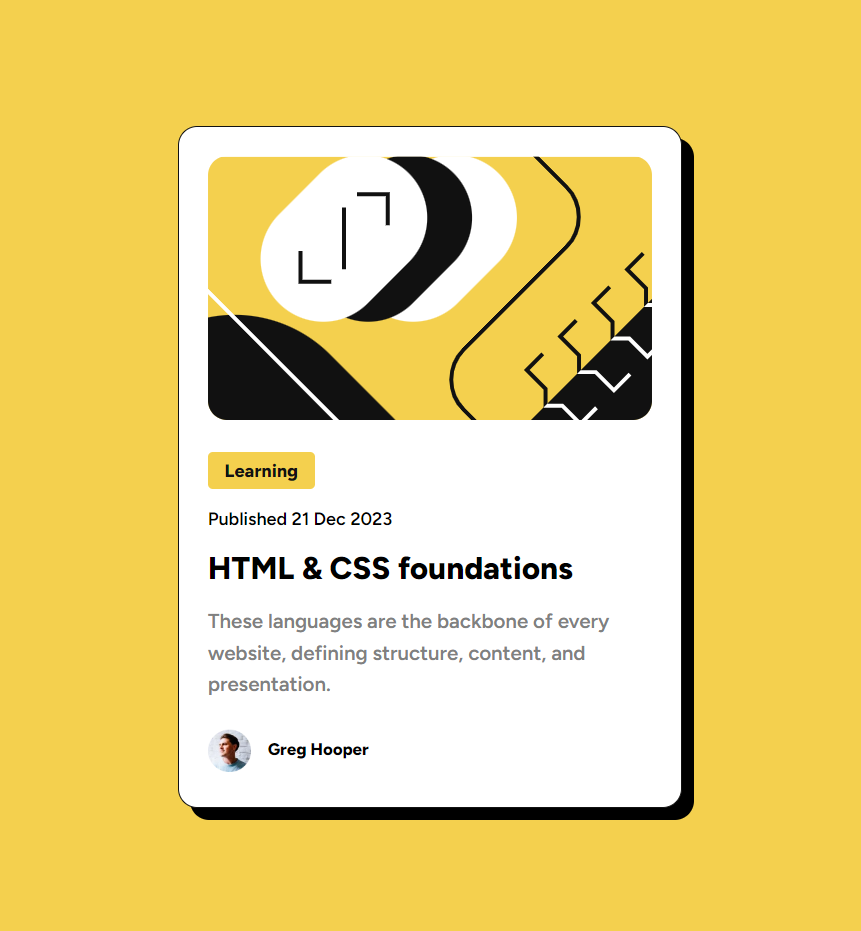 Learning
Published 21 Dec 2023
HTML & CSS foundations
These languages are the backbone of every
website, defining structure, content, and
presentation.
Greg Hooper